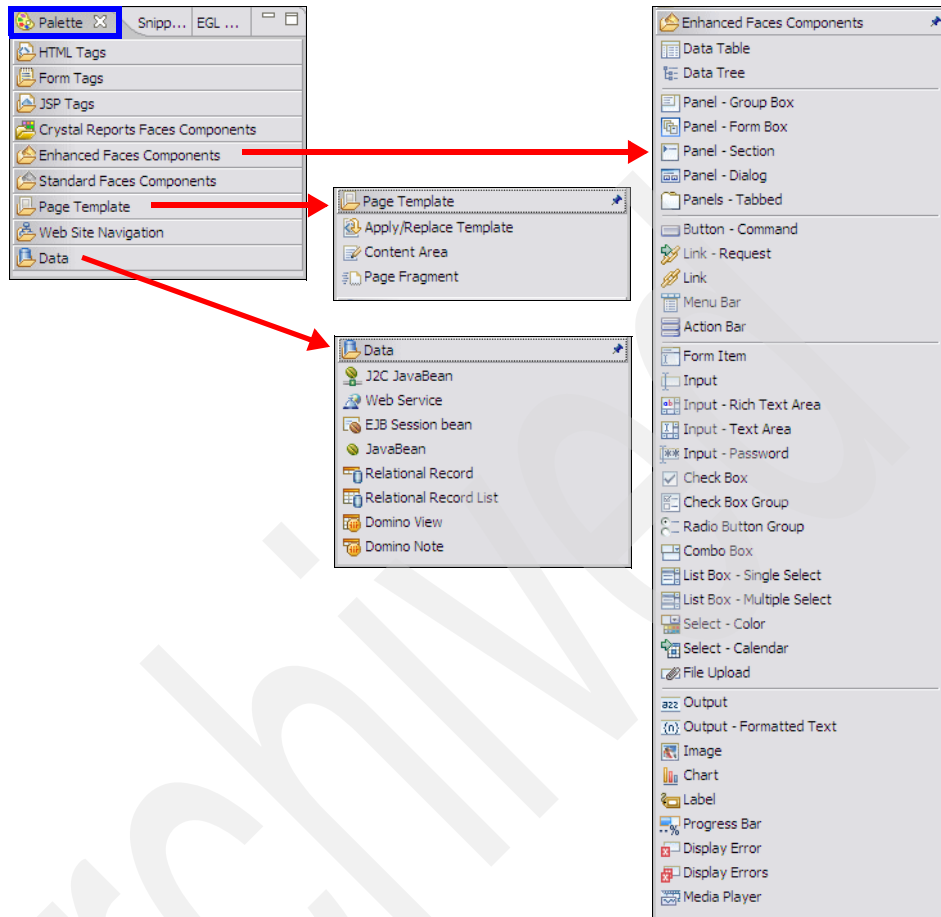 Palette
Snipp...
EGL ...
HTML Tags
Form Tags
JSP Tags
Crystal Reports Faces Components
Enhanced Faces Components
Standard Faces Components
Page Template
Web Site Navigation
Data
Page Template
Apply/Replace Template
Content Area
Page Fragment
Data
J2C JavaBean
Web Service
EJB Session bean
JavaBean
Relational Record
Relational Record List
Domino View
Domino Note
Enhanced Faces Components
Data Table
Data Tree
Panel - Group Box
Panel - Form Box
Panel - Section
Panel - Dialog
Panels - Tabbed
Button - Command
Link - Request
Link
Menu Bar
Action Bar
Form Item
Input
Input - Rich Text Area
Input - Text Area
Input - Password
Check Box
Check Box Group
Radio Button Group
Combo Box
List Box - Single Select
List Box - Multiple Select
Select - Color
Select - Calendar
File Upload
Output
Output - Formatted Text
Image
Chart
Label
Progress Bar
Display Error
Display Errors
Media Player